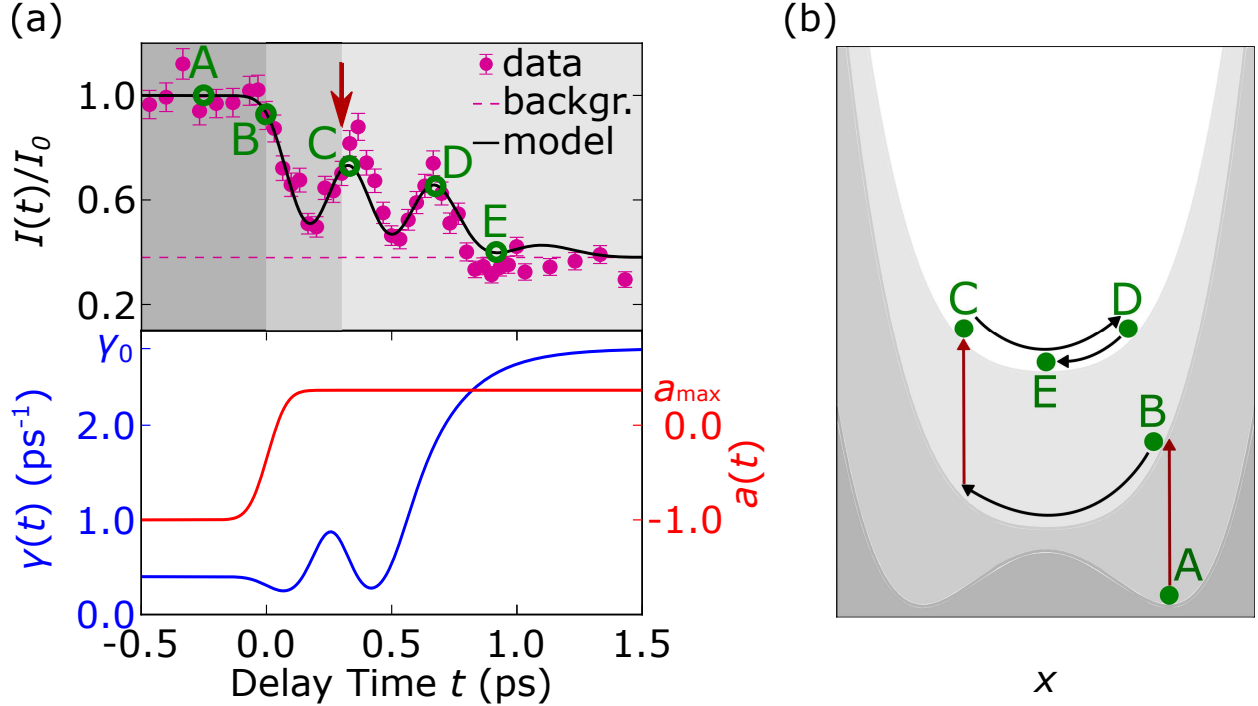 (a)
(b)
A
B
C
D
E
data
backgr.
model
1.0
0.6
0.2
I(t)/I0
γ0
2.0
1.0
0.0
γ(t) (ps-1)
amax
0.0
-1.0
a(t)
-0.5
0.0
0.5
1.0
1.5
Delay Time t (ps)
C
D
E
B
A
x